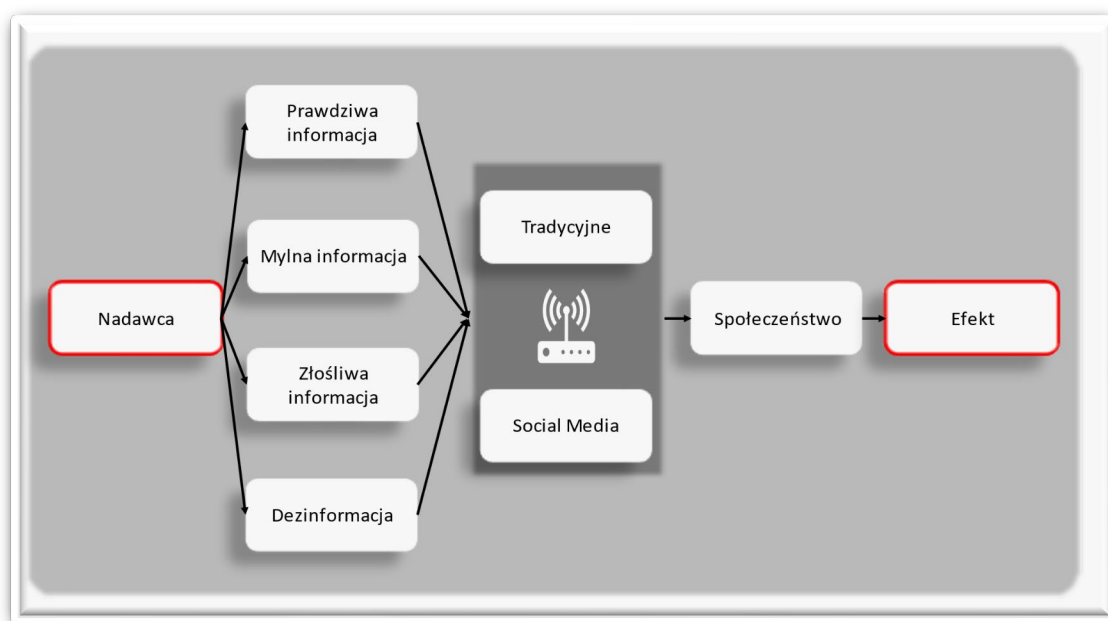 Nadawca
Prawdziwa
informacja
Mylna informacja
Złośliwa
informacja
Dezinformacja
Tradycyjne
Social Media
Społeczeństwo
Efekt